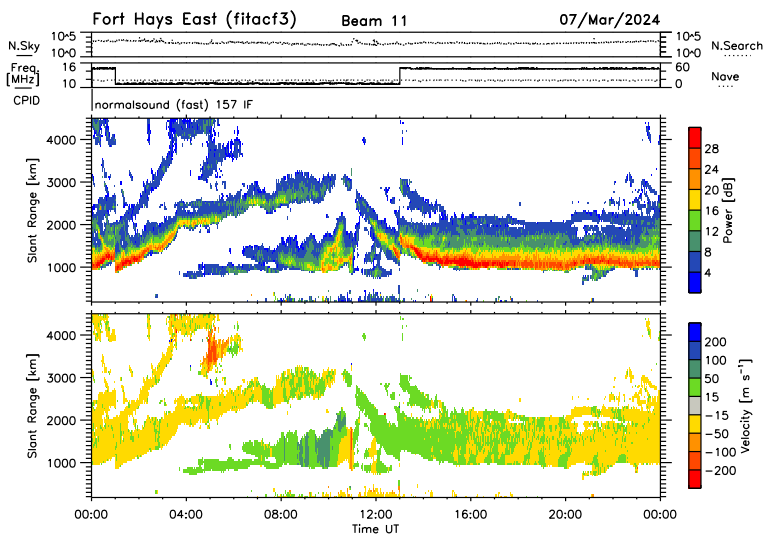 Fort Hays East (fitacf3) Beam 11 07/Mar/2024
N.Sky 10^5 10^0 10^5 10^0 N.Search
Freq. [MHz] 16 10 60 0 Nave
CPID normalsound (fast) 157 IF
4000
3000
2000
1000
Slant Range [km]
28
24
20
16
12
8
4
Power [dB]
4000
3000
2000
1000
Slant Range [km]
200
100
50
15
-15
-50
-100
-200
Velocity [m s⁻¹]
00:00 04:00 08:00 12:00 16:00 20:00 00:00
Time UT